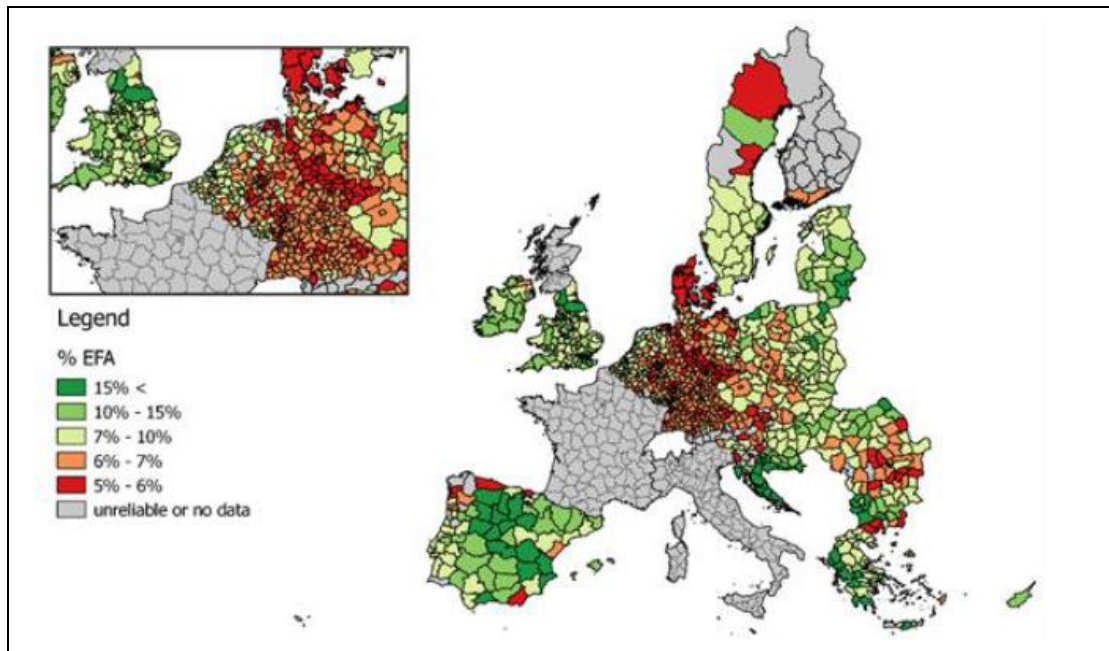 Legend
% EFA
15% <
10% - 15%
7% - 10%
6% - 7%
5% - 6%
unreliable or no data